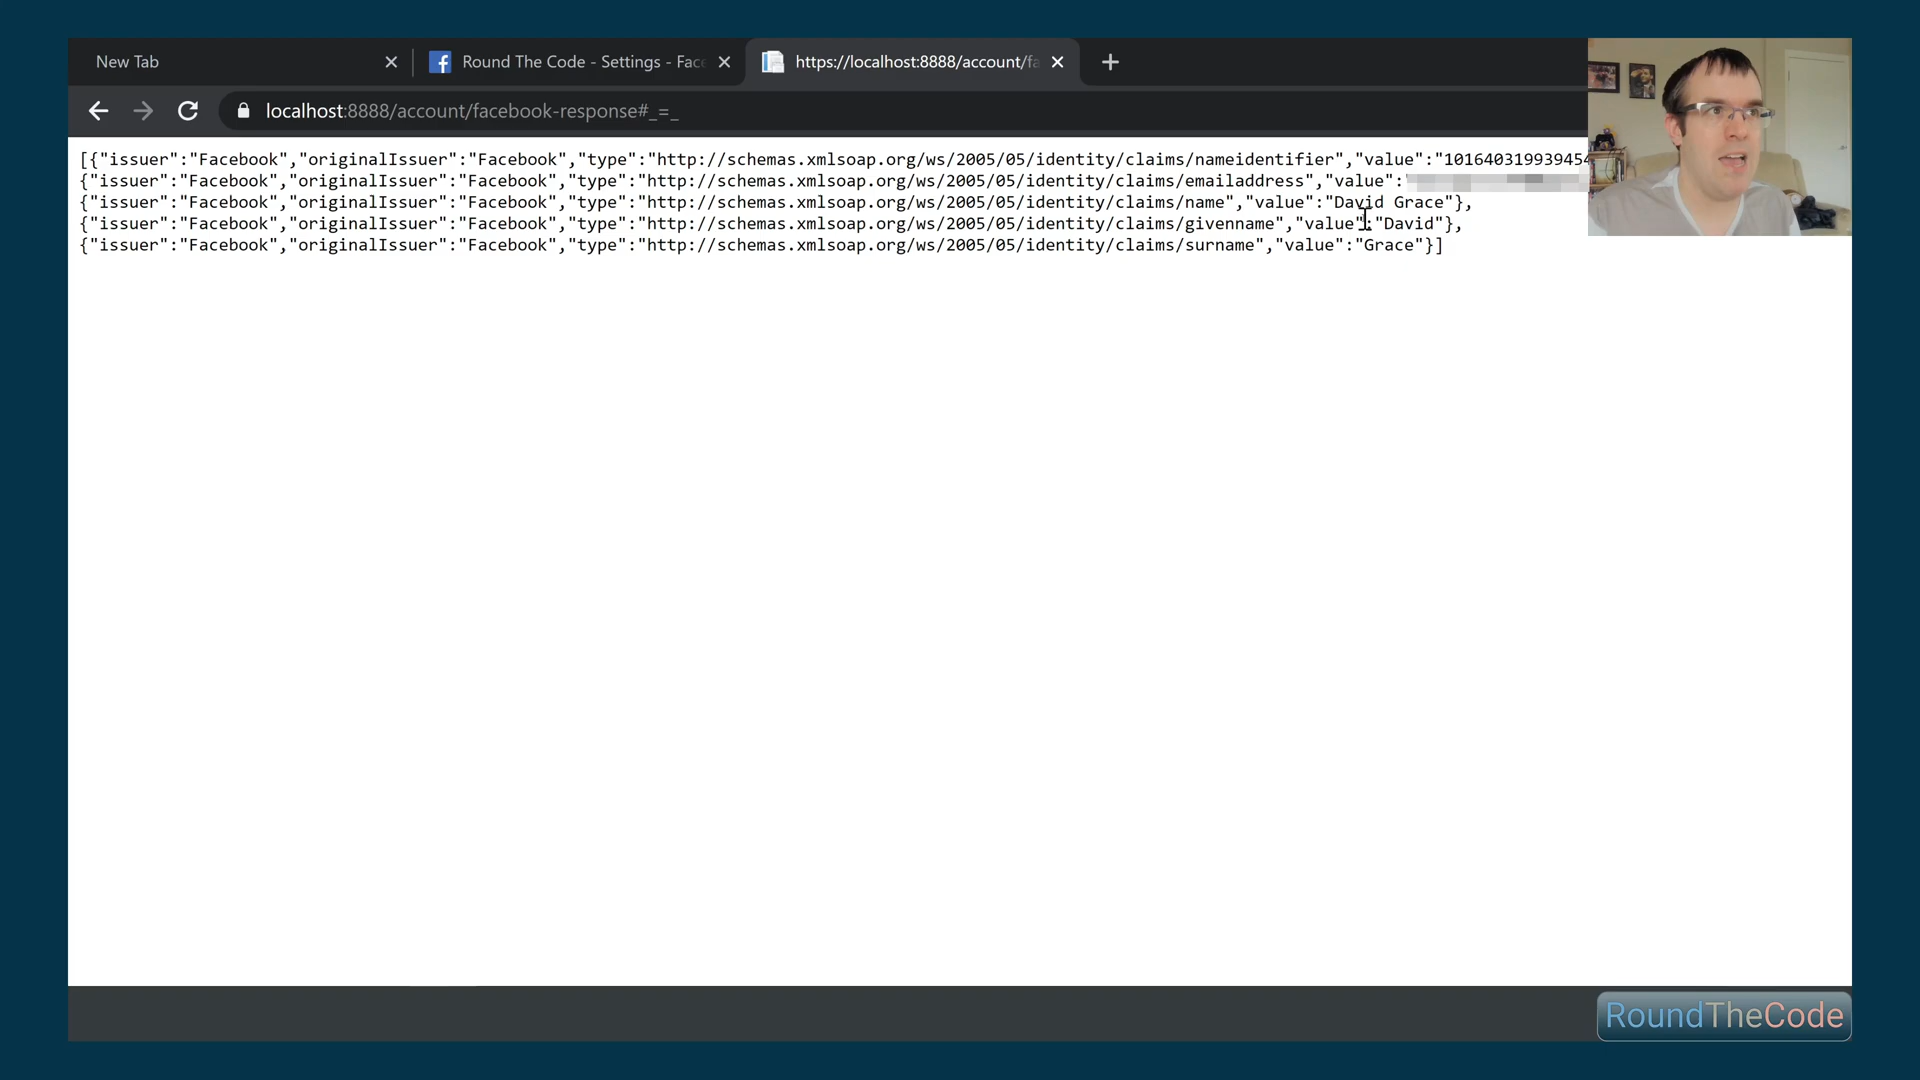 New Tab
Round The Code - Settings - Fac
https://localhost:8888/account/fa
localhost:8888/account/facebook-response#_=_
[{"issuer":"Facebook","originalIssuer":"Facebook","type":"http://schemas.xmlsoap.org/ws/2005/05/identity/claims/nameidentifier","value":"101640319939454
{"issuer":"Facebook","originalIssuer":"Facebook","type":"http://schemas.xmlsoap.org/ws/2005/05/identity/claims/emailaddress","value":
{"issuer":"Facebook","originalIssuer":"Facebook","type":"http://schemas.xmlsoap.org/ws/2005/05/identity/claims/name","value":"David Grace"},
{"issuer":"Facebook","originalIssuer":"Facebook","type":"http://schemas.xmlsoap.org/ws/2005/05/identity/claims/givenname","value":"David"},
{"issuer":"Facebook","originalIssuer":"Facebook","type":"http://schemas.xmlsoap.org/ws/2005/05/identity/claims/surname","value":"Grace"}]
RoundTheCode